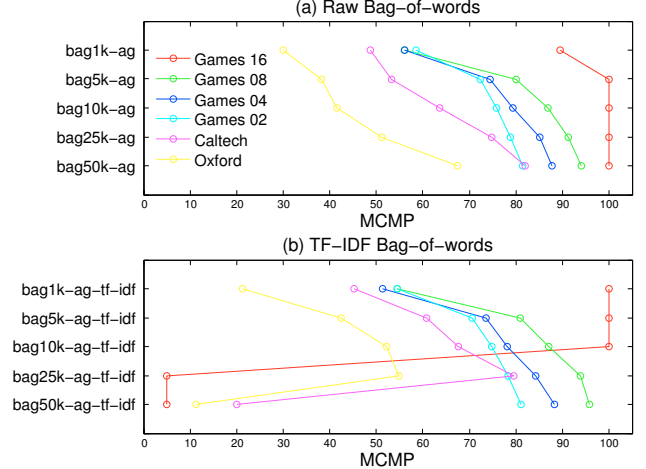 (a) Raw Bag−of−words
bag1k−ag
bag5k−ag
bag10k−ag
bag25k−ag
bag50k−ag
Games 16
Games 08
Games 04
Games 02
Caltech
Oxford
0 10 20 30 40 50 60 70 80 90 100
MCMP
(b) TF−IDF Bag−of−words
bag1k−ag−tf−idf
bag5k−ag−tf−idf
bag10k−ag−tf−idf
bag25k−ag−tf−idf
bag50k−ag−tf−idf
0 10 20 30 40 50 60 70 80 90 100
MCMP